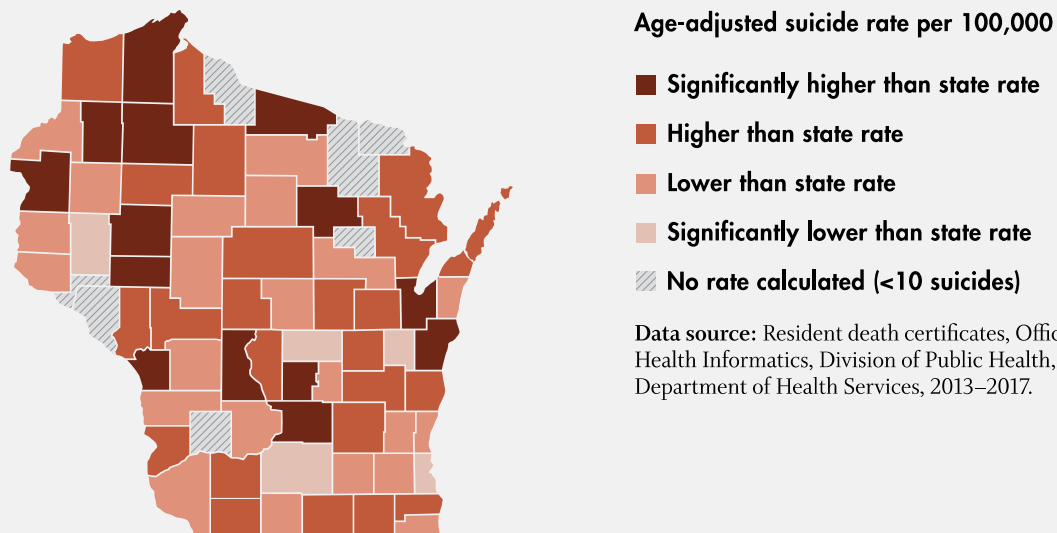 Age-adjusted suicide rate per 100,000
Significantly higher than state rate
Higher than state rate
Lower than state rate
Significantly lower than state rate
No rate calculated (<10 suicides)
Data source: Resident death certificates, Offic
Health Informatics, Division of Public Health,
Department of Health Services, 2013–2017.